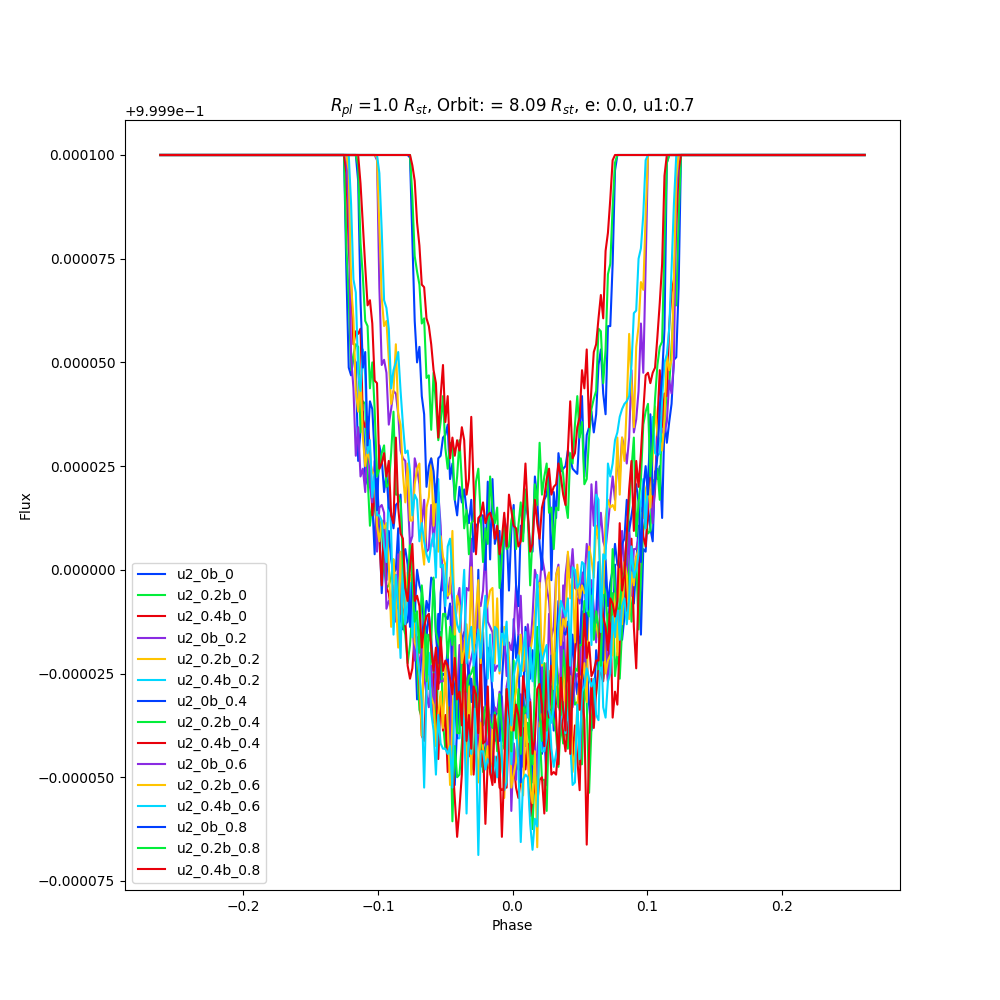 R_pl =1.0 R_st, Orbit: = 8.09 R_st, e: 0.0, u1:0.7
+9.999e−1
0.000100
0.000075
0.000050
0.000025
0.000000
−0.000025
−0.000050
−0.000075
Flux
u2_0b_0
u2_0.2b_0
u2_0.4b_0
u2_0b_0.2
u2_0.2b_0.2
u2_0.4b_0.2
u2_0b_0.4
u2_0.2b_0.4
u2_0.4b_0.4
u2_0b_0.6
u2_0.2b_0.6
u2_0.4b_0.6
u2_0b_0.8
u2_0.2b_0.8
u2_0.4b_0.8
−0.2 −0.1 0.0 0.1 0.2
Phase